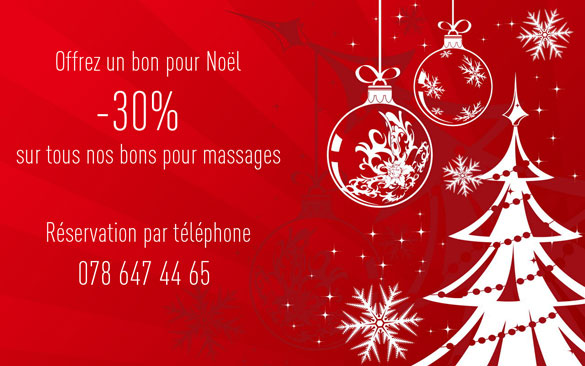 Offrez un bon pour Noël
-30%
sur tous nos bons pour massages
Réservation par téléphone
078 647 44 65